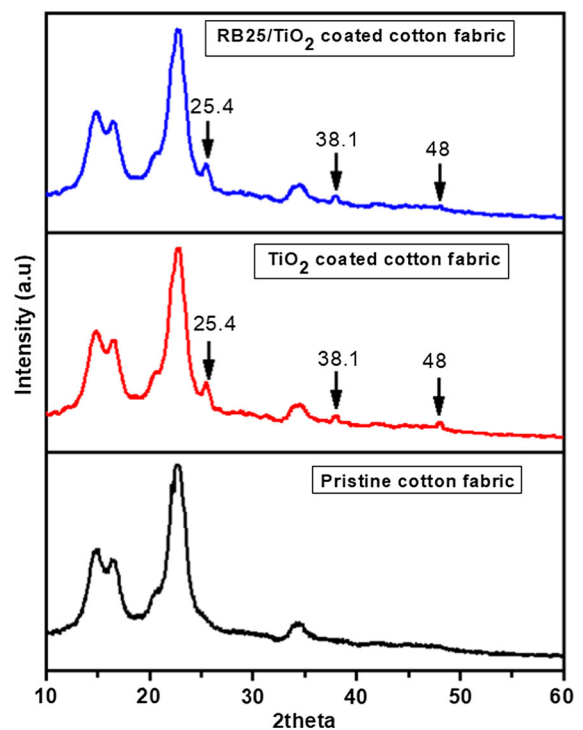 RB25/TiO₂ coated cotton fabric
25.4
38.1
48
TiO₂ coated cotton fabric
25.4
38.1
48
Pristine cotton fabric
Intensity (a.u)
10 20 30 40 50 60
2theta